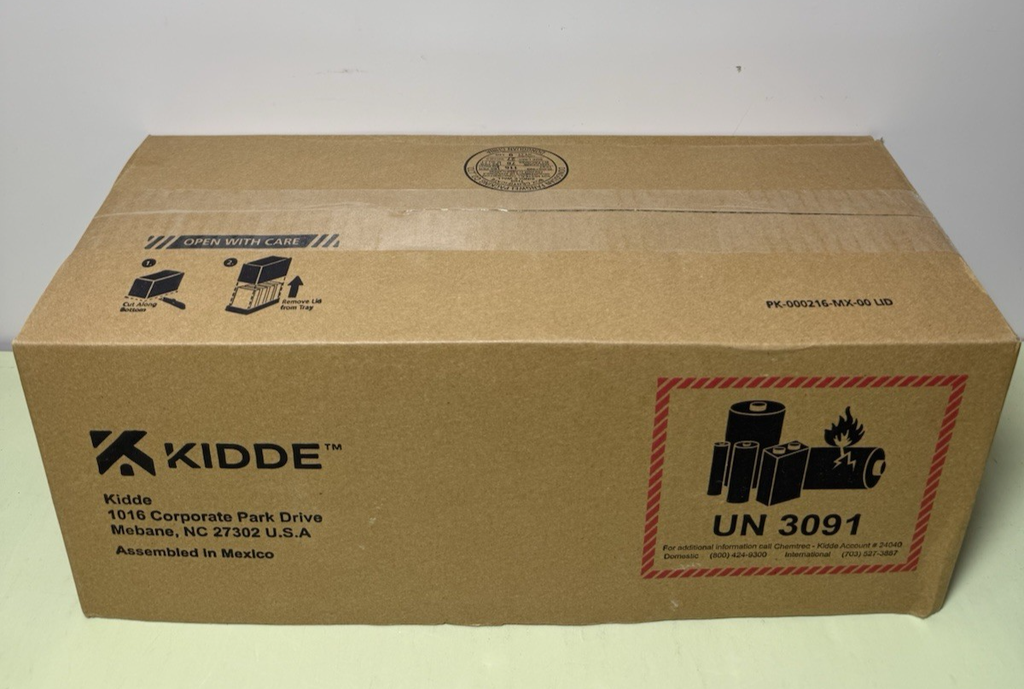 OPEN WITH CARE
1.
Cut Along
Bottom
2.
Remove Lid
from Tray
PK-000216-MX-00 LID
KIDDE™
Kidde
1016 Corporate Park Drive
Mebane, NC 27302 U.S.A
Assembled in Mexico
UN 3091
For additional information call Chemtrec - Kidde Account # 24040
Domestic (800) 424-9300 International (703) 527-3887